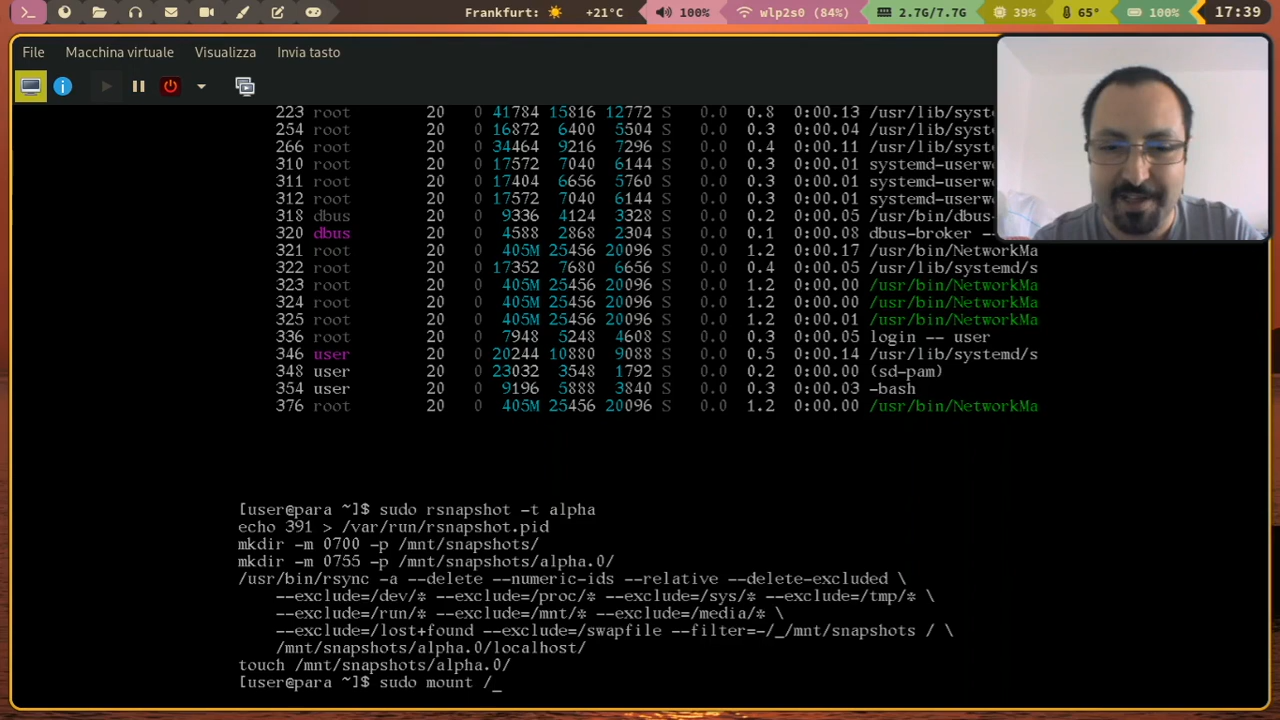 Frankfurt: +21°C 100% wlp2s0 (84%) 2.7G/7.7G 39% 65° 100% 17:39
File Macchina virtuale Visualizza Invia tasto
223 root 20 0 41784 15816 12772 S 0.0 0.8 0:00.13 /usr/lib/syst
254 root 20 0 16872 6400 5504 S 0.0 0.3 0:00.04 /usr/lib/syst
266 root 20 0 34464 9216 7296 S 0.0 0.4 0:00.11 /usr/lib/syst
310 root 20 0 17572 7040 6144 S 0.0 0.3 0:00.01 systemd-userw
311 root 20 0 17404 6656 5760 S 0.0 0.3 0:00.01 systemd-userw
312 root 20 0 17572 7040 6144 S 0.0 0.3 0:00.01 systemd-userw
318 dbus 20 0 9336 4124 3328 S 0.0 0.2 0:00.05 /usr/bin/dbus-
320 dbus 20 0 4588 2868 2304 S 0.0 0.1 0:00.08 dbus-broker --
321 root 20 0 405M 25456 20096 S 0.0 1.2 0:00.17 /usr/bin/NetworkMa
322 root 20 0 17352 7680 6656 S 0.0 0.4 0:00.05 /usr/lib/systemd/s
323 root 20 0 405M 25456 20096 S 0.0 1.2 0:00.00 /usr/bin/NetworkMa
324 root 20 0 405M 25456 20096 S 0.0 1.2 0:00.00 /usr/bin/NetworkMa
325 root 20 0 405M 25456 20096 S 0.0 1.2 0:00.01 /usr/bin/NetworkMa
336 root 20 0 7948 5248 4608 S 0.0 0.3 0:00.05 login -- user
346 user 20 0 20244 10880 9088 S 0.0 0.5 0:00.14 /usr/lib/systemd/s
348 user 20 0 23032 3548 1792 S 0.0 0.2 0:00.00 (sd-pam)
354 user 20 0 9196 5888 3840 S 0.0 0.3 0:00.03 -bash
376 root 20 0 405M 25456 20096 S 0.0 1.2 0:00.00 /usr/bin/NetworkMa
[user@para ~]$ sudo rsnapshot -t alpha
echo 391 > /var/run/rsnapshot.pid
mkdir -m 0700 -p /mnt/snapshots/
mkdir -m 0755 -p /mnt/snapshots/alpha.0/
/usr/bin/rsync -a --delete --numeric-ids --relative --delete-excluded \
--exclude=/dev/* --exclude=/proc/* --exclude=/sys/* --exclude=/tmp/* \
--exclude=/run/* --exclude=/mnt/* --exclude=/media/* \
--exclude=/lost+found --exclude=/swapfile --filter=-/_/mnt/snapshots / \
/mnt/snapshots/alpha.0/localhost/
touch /mnt/snapshots/alpha.0/
[user@para ~]$ sudo mount /_